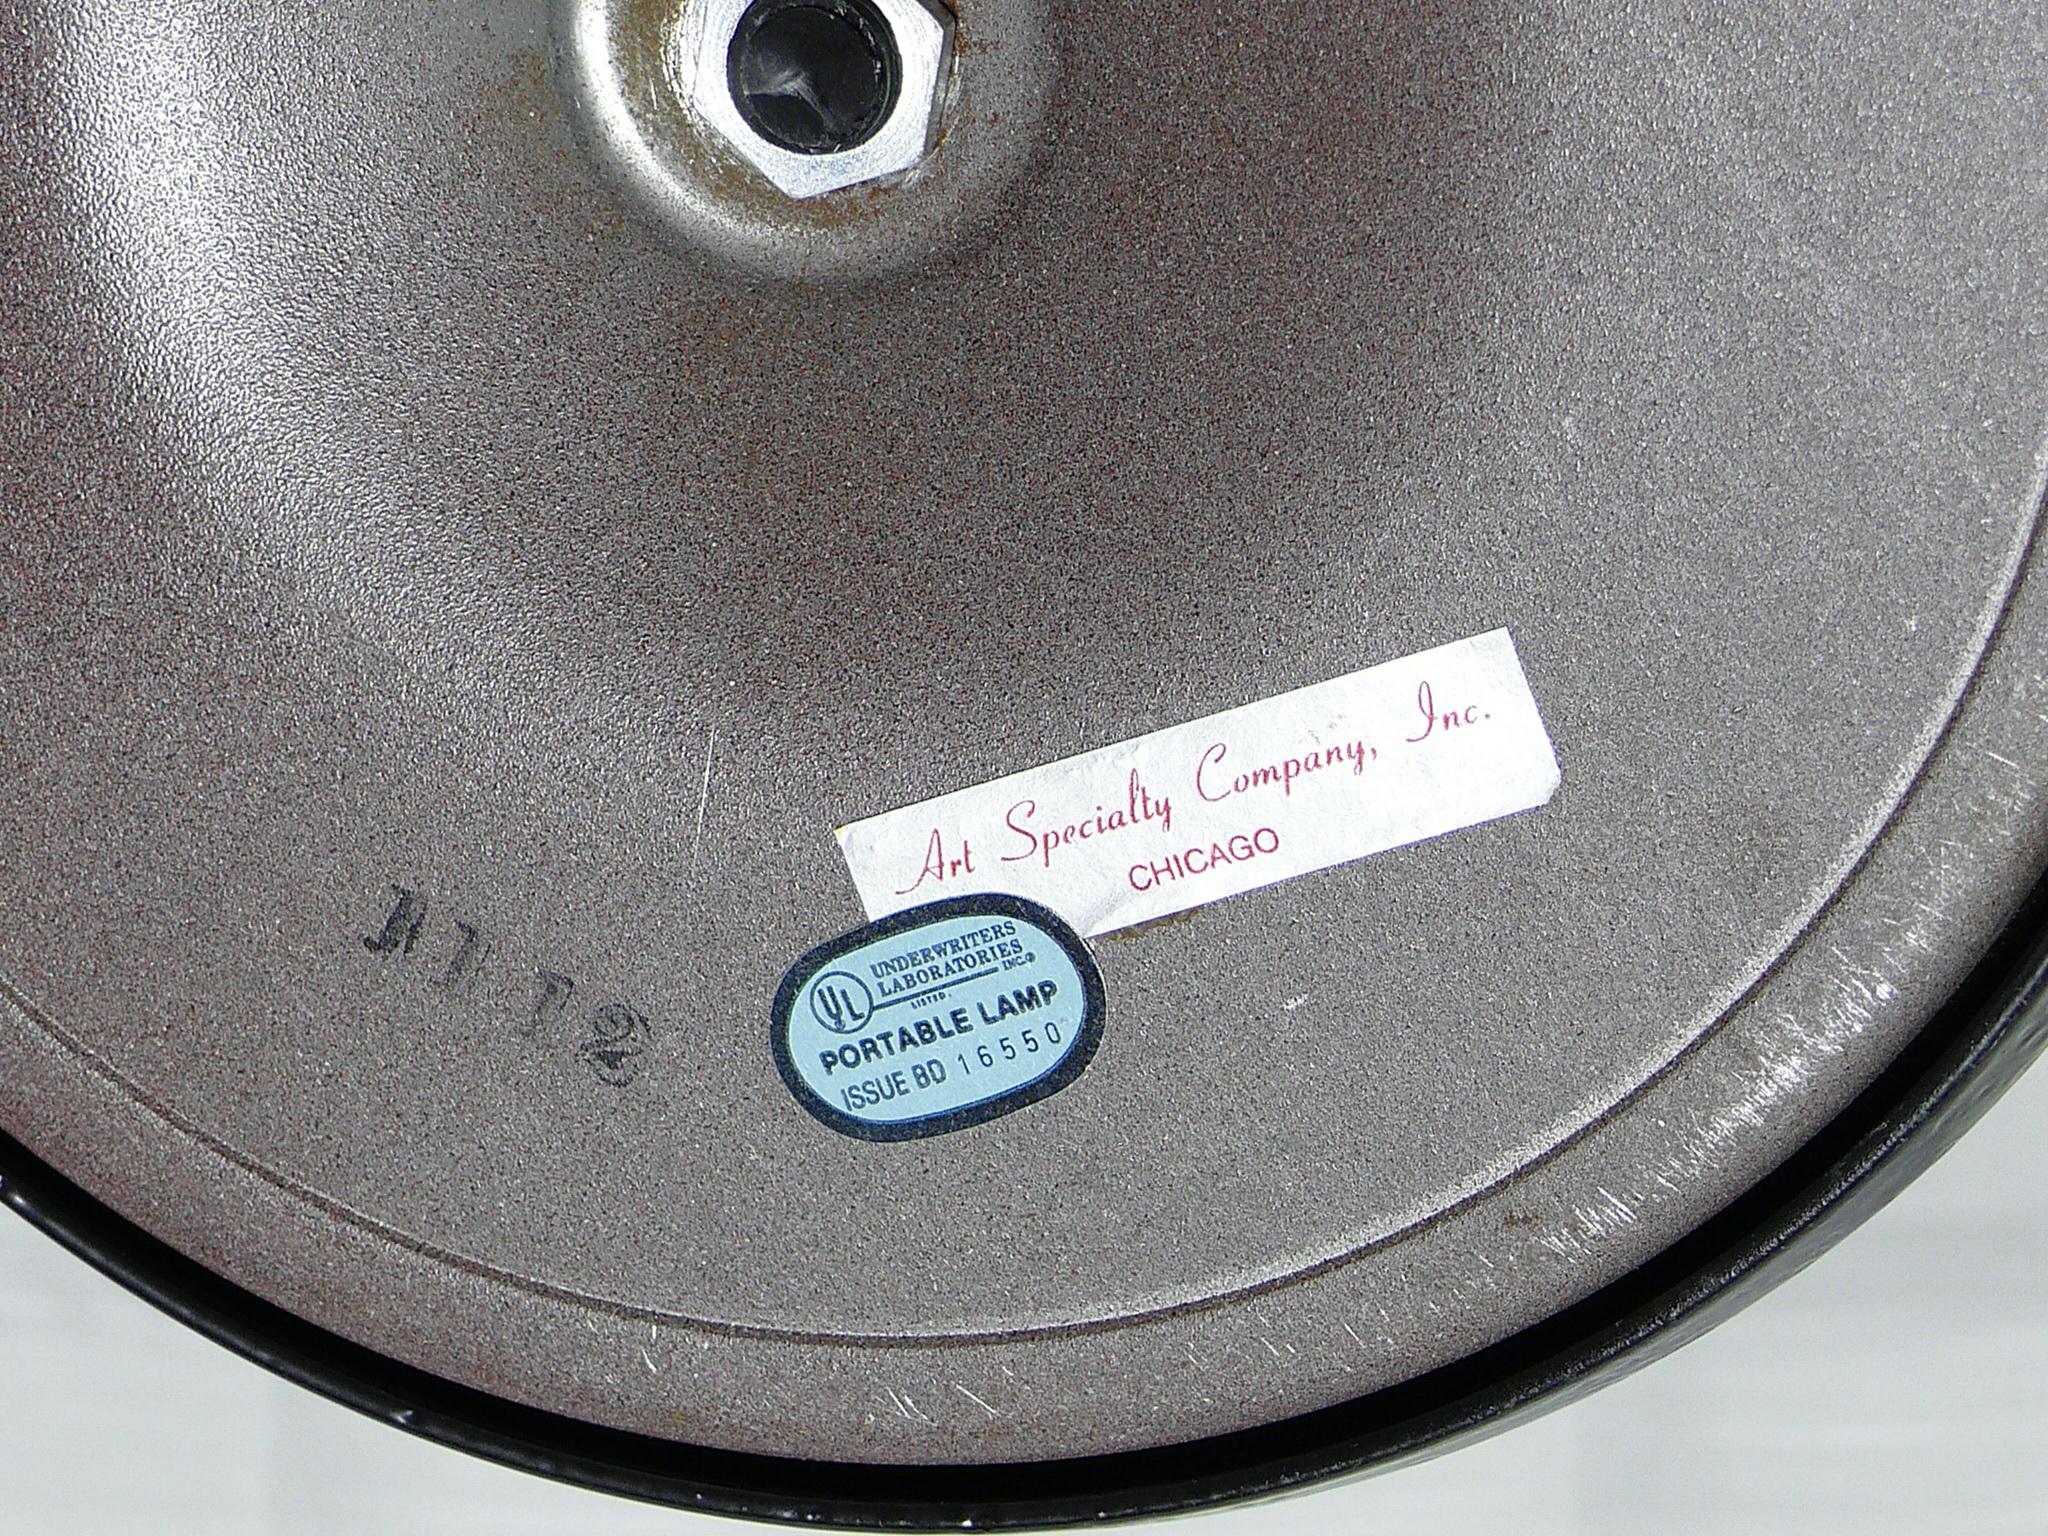 Art Specialty Company, Inc.
CHICAGO
UL
UNDERWRITERS
LABORATORIES
INC.®
LISTED.
PORTABLE LAMP
ISSUE BD 16550